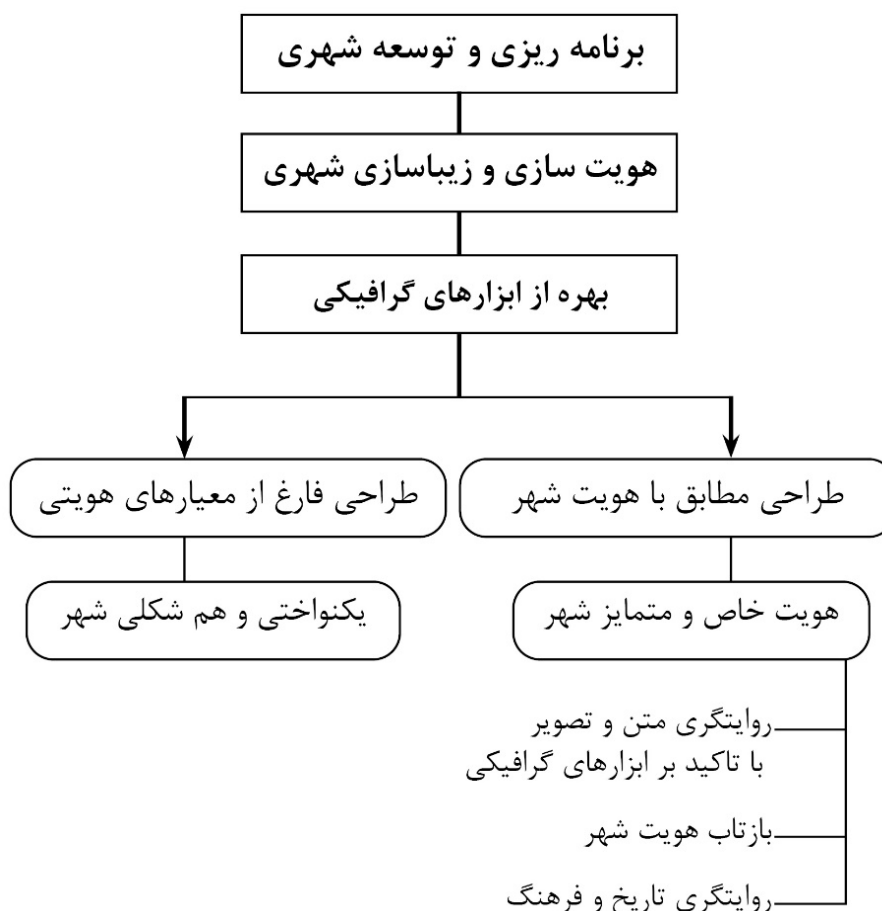 برنامه ریزی و توسعه شهری
هویت سازی و زیباسازی شهری
بهره از ابزارهای گرافیکی
طراحی مطابق با هویت شهر
طراحی فارغ از معیارهای هویتی
هویت خاص و متمایز شهر
یکنواختی و هم شکلی شهر
روایتگری متن و تصویر
با تاکید بر ابزارهای گرافیکی
بازتاب هویت شهر
روایتگری تاریخ و فرهنگ